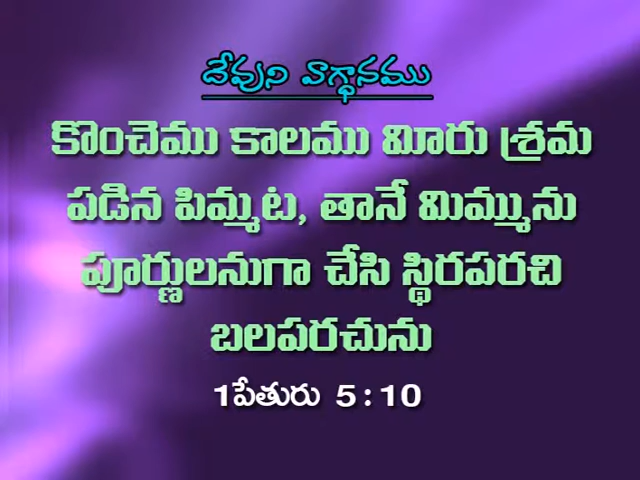 దేవుని వాగ్ధానము
కొంచెము కాలము మీరు శ్రమ
పడిన పిమ్మట, తానే మిమ్మును
పూర్ణులనుగా చేసి స్థిరపరచి
బలపరచును
1పేతురు 5:10